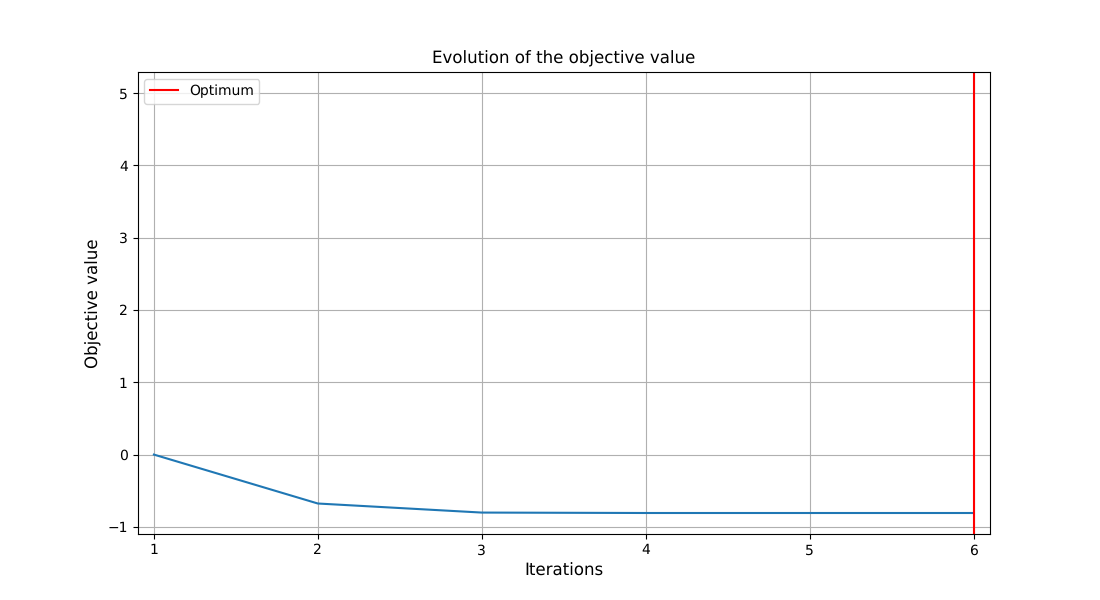 Evolution of the objective value
Optimum
5
4
3
2
1
0
−1
Objective value
1 2 3 4 5 6
Iterations